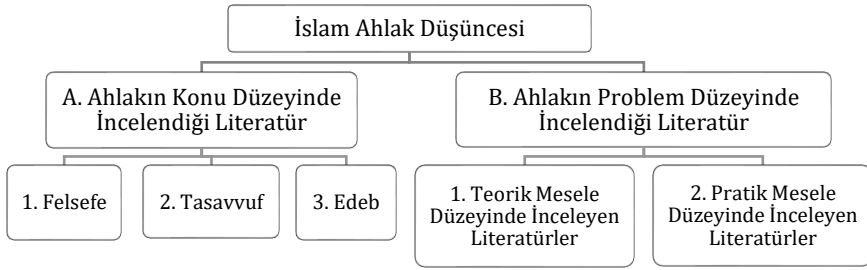 İslam Ahlak Düşüncesi
A. Ahlakın Konu Düzeyinde
İncelendiği Literatür
B. Ahlakın Problem Düzeyinde
İncelendiği Literatür
1. Felsefe
2. Tasavvuf
3. Edeb
1. Teorik Mesele
Düzeyinde İnceleyen
Literatürler
2. Pratik Mesele
Düzeyinde İnceleyen
Literatürler